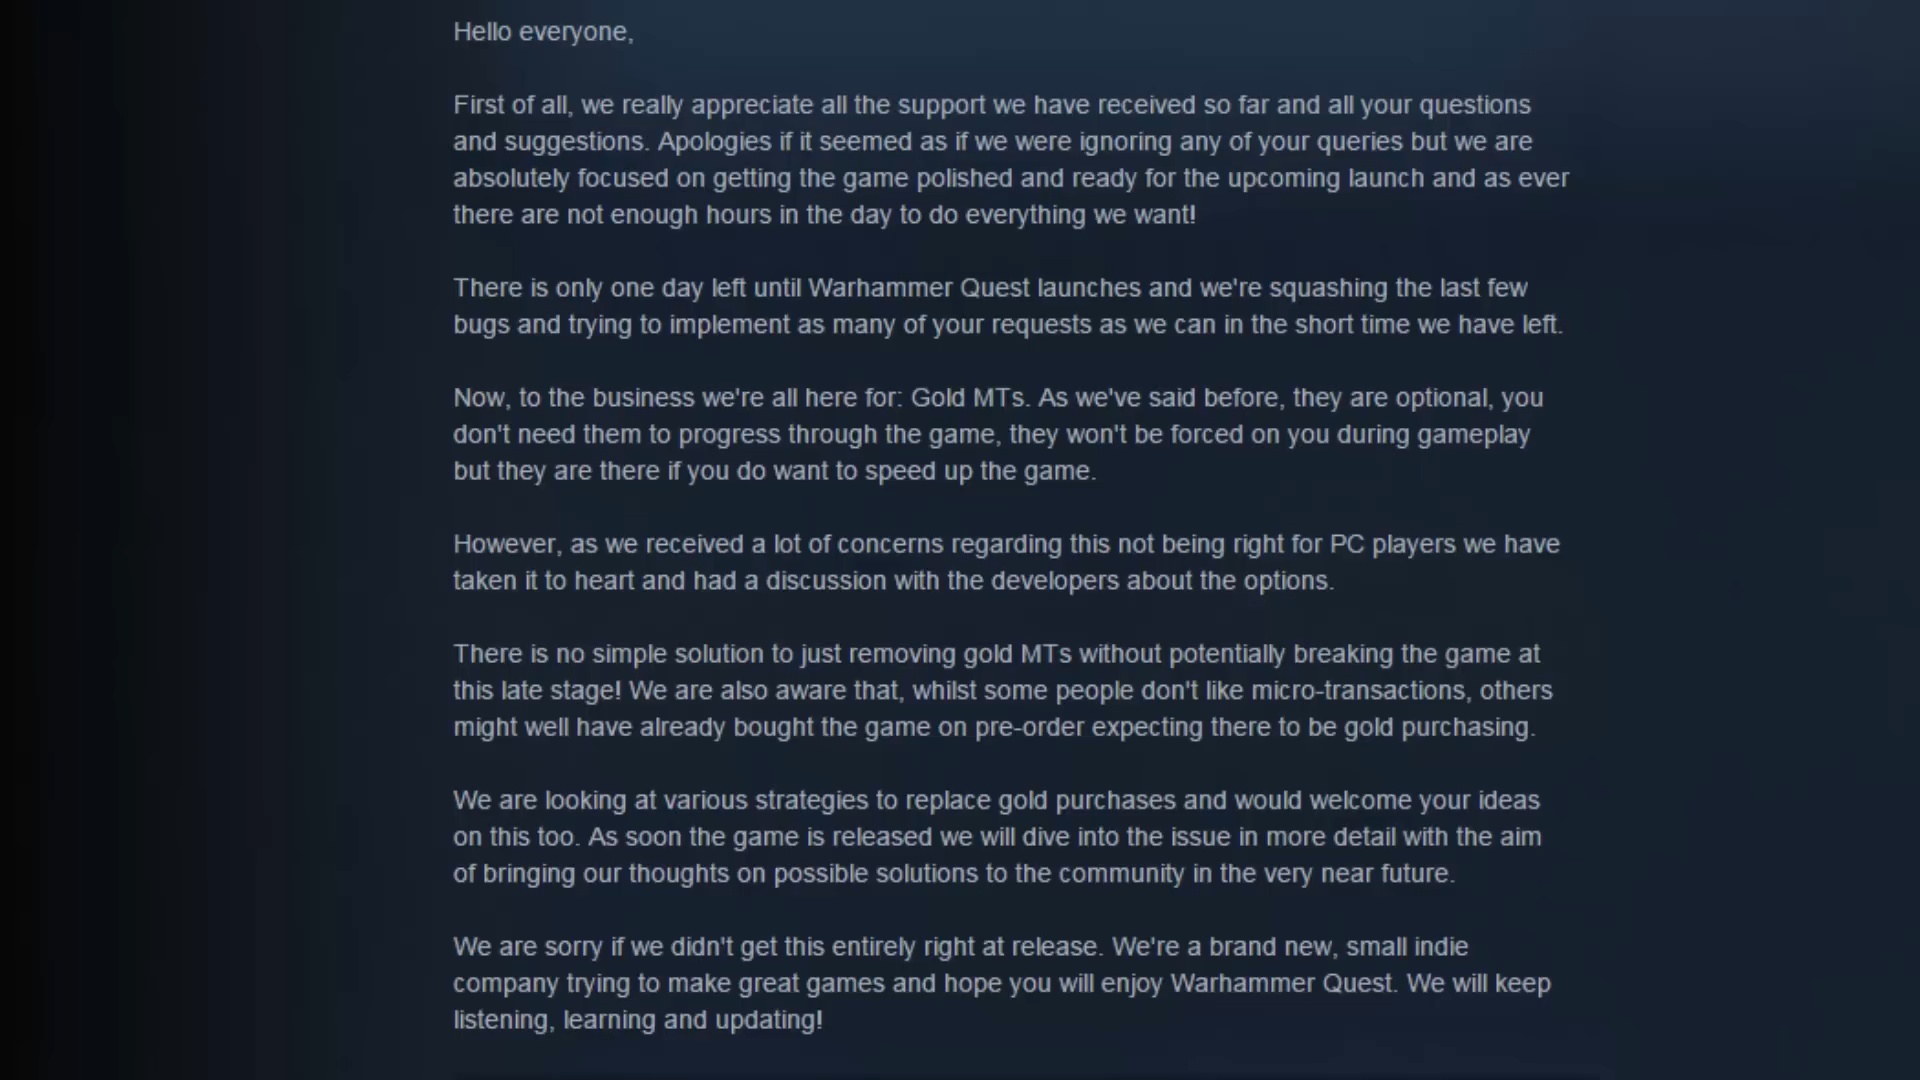 Hello everyone,
First of all, we really appreciate all the support we have received so far and all your questions
and suggestions. Apologies if it seemed as if we were ignoring any of your queries but we are
absolutely focused on getting the game polished and ready for the upcoming launch and as ever
there are not enough hours in the day to do everything we want!
There is only one day left until Warhammer Quest launches and we're squashing the last few
bugs and trying to implement as many of your requests as we can in the short time we have left.
Now, to the business we're all here for: Gold MTs. As we've said before, they are optional, you
don't need them to progress through the game, they won't be forced on you during gameplay
but they are there if you do want to speed up the game.
However, as we received a lot of concerns regarding this not being right for PC players we have
taken it to heart and had a discussion with the developers about the options.
There is no simple solution to just removing gold MTs without potentially breaking the game at
this late stage! We are also aware that, whilst some people don't like micro-transactions, others
might well have already bought the game on pre-order expecting there to be gold purchasing.
We are looking at various strategies to replace gold purchases and would welcome your ideas
on this too. As soon the game is released we will dive into the issue in more detail with the aim
of bringing our thoughts on possible solutions to the community in the very near future.
We are sorry if we didn't get this entirely right at release. We're a brand new, small indie
company trying to make great games and hope you will enjoy Warhammer Quest. We will keep
listening, learning and updating!